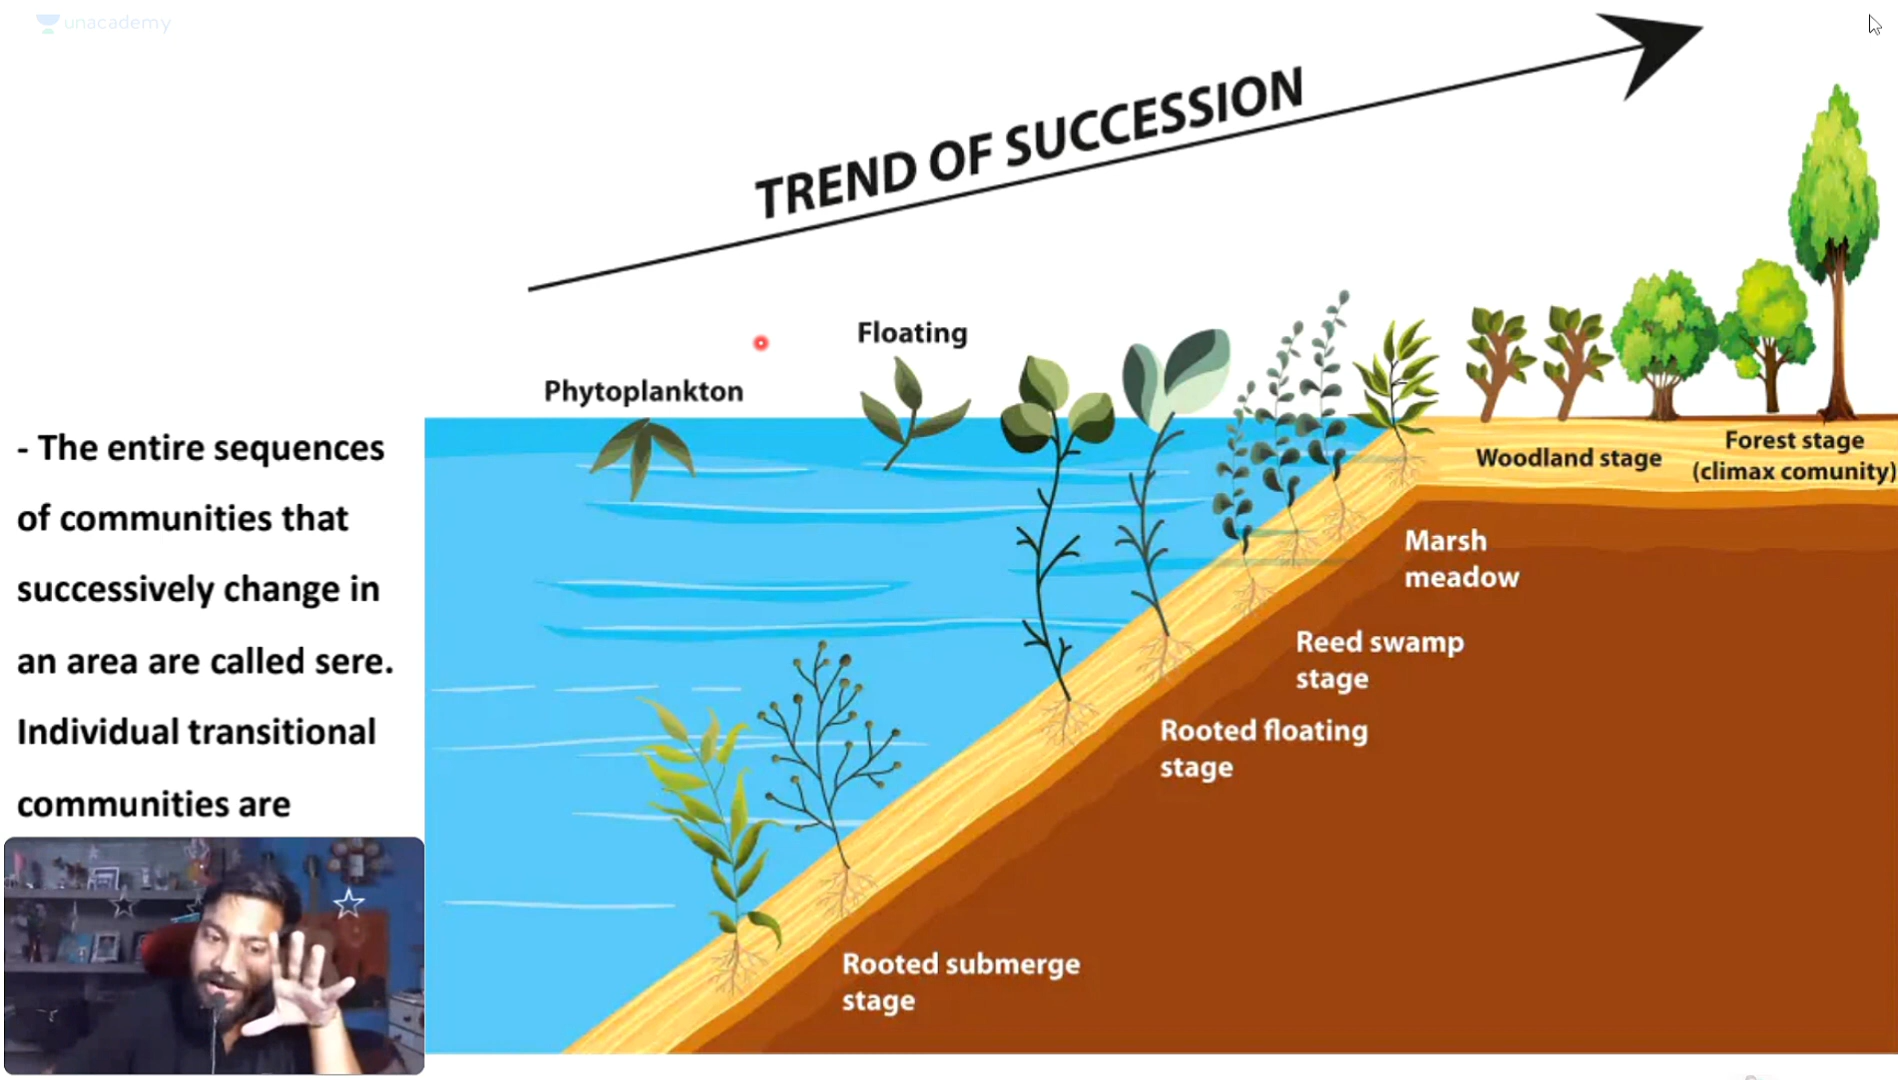 unacademy
TREND OF SUCCESSION
Floating
Phytoplankton
- The entire sequences
of communities that
successively change in
an area are called sere.
Individual transitional
communities are
Woodland stage
Forest stage
(climax comunity)
Marsh
meadow
Reed swamp
stage
Rooted floating
stage
Rooted submerge
stage